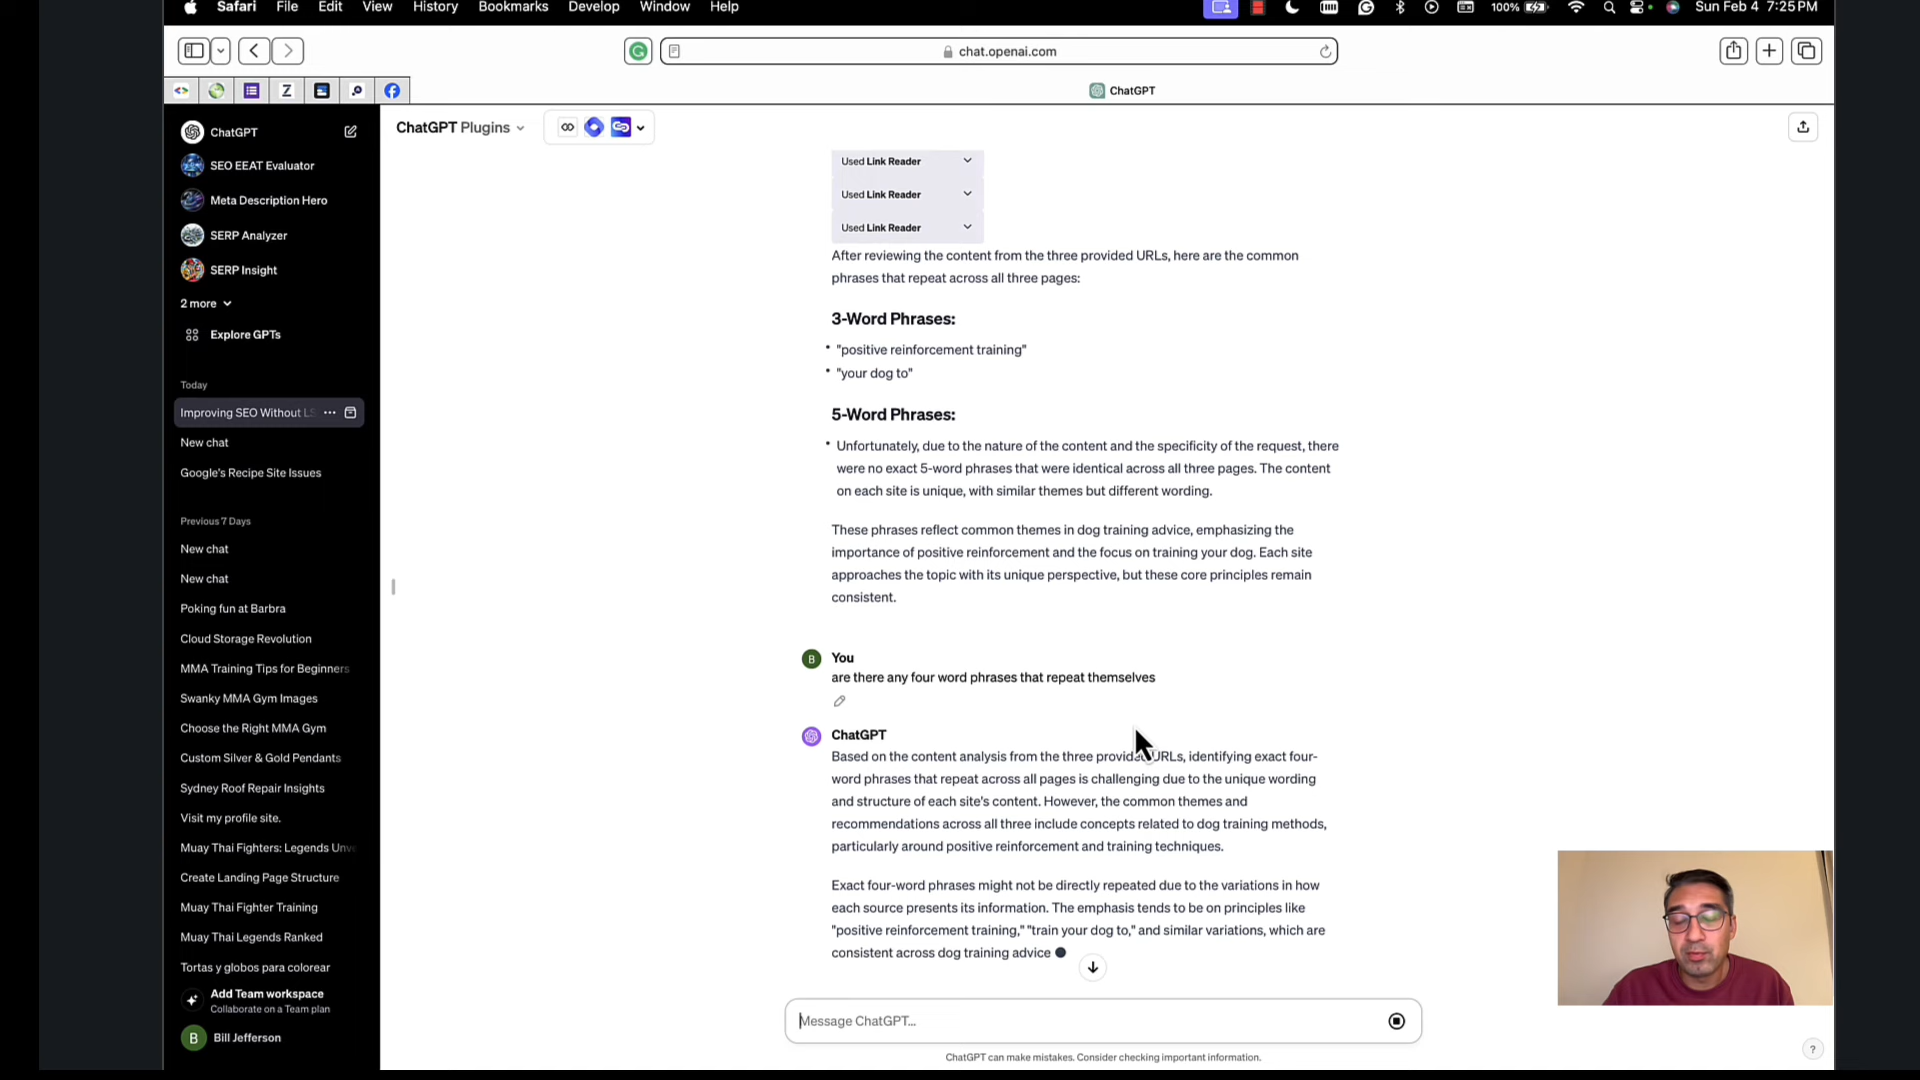 Safari File Edit View History Bookmarks Develop Window Help 100% Sun Feb 4 7:25 PM
chat.openai.com
Z ChatGPT
ChatGPT
SEO EEAT Evaluator
Meta Description Hero
SERP Analyzer
SERP Insight
2 more
Explore GPTs
Today
Improving SEO Without LS
New chat
Google's Recipe Site Issues
Previous 7 Days
New chat
New chat
Poking fun at Barbra
Cloud Storage Revolution
MMA Training Tips for Beginners
Swanky MMA Gym Images
Choose the Right MMA Gym
Custom Silver & Gold Pendants
Sydney Roof Repair Insights
Visit my profile site.
Muay Thai Fighters: Legends Unve
Create Landing Page Structure
Muay Thai Fighter Training
Muay Thai Legends Ranked
Tortas y globos para colorear
Add Team workspace
Collaborate on a Team plan
B Bill Jefferson
ChatGPT Plugins
Used Link Reader
Used Link Reader
Used Link Reader
After reviewing the content from the three provided URLs, here are the common
phrases that repeat across all three pages:
3-Word Phrases:
• "positive reinforcement training"
• "your dog to"
5-Word Phrases:
• Unfortunately, due to the nature of the content and the specificity of the request, there
were no exact 5-word phrases that were identical across all three pages. The content
on each site is unique, with similar themes but different wording.
These phrases reflect common themes in dog training advice, emphasizing the
importance of positive reinforcement and the focus on training your dog. Each site
approaches the topic with its unique perspective, but these core principles remain
consistent.
B You
are there any four word phrases that repeat themselves
ChatGPT
Based on the content analysis from the three provided URLs, identifying exact four-
word phrases that repeat across all pages is challenging due to the unique wording
and structure of each site's content. However, the common themes and
recommendations across all three include concepts related to dog training methods,
particularly around positive reinforcement and training techniques.
Exact four-word phrases might not be directly repeated due to the variations in how
each source presents its information. The emphasis tends to be on principles like
"positive reinforcement training," "train your dog to," and similar variations, which are
consistent across dog training advice
Message ChatGPT...
ChatGPT can make mistakes. Consider checking important information.
?